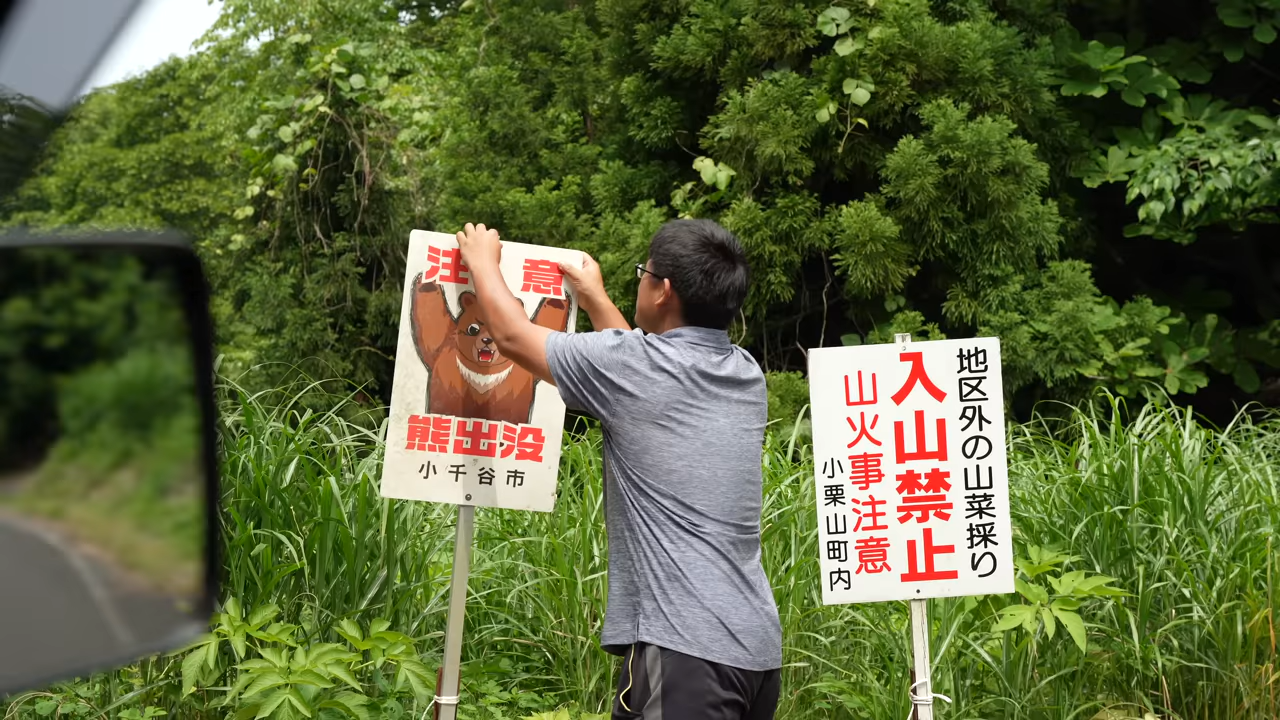 注意
熊出没
小千谷市
地区外の山菜採り
入山禁止
山火事注意
小栗山町内